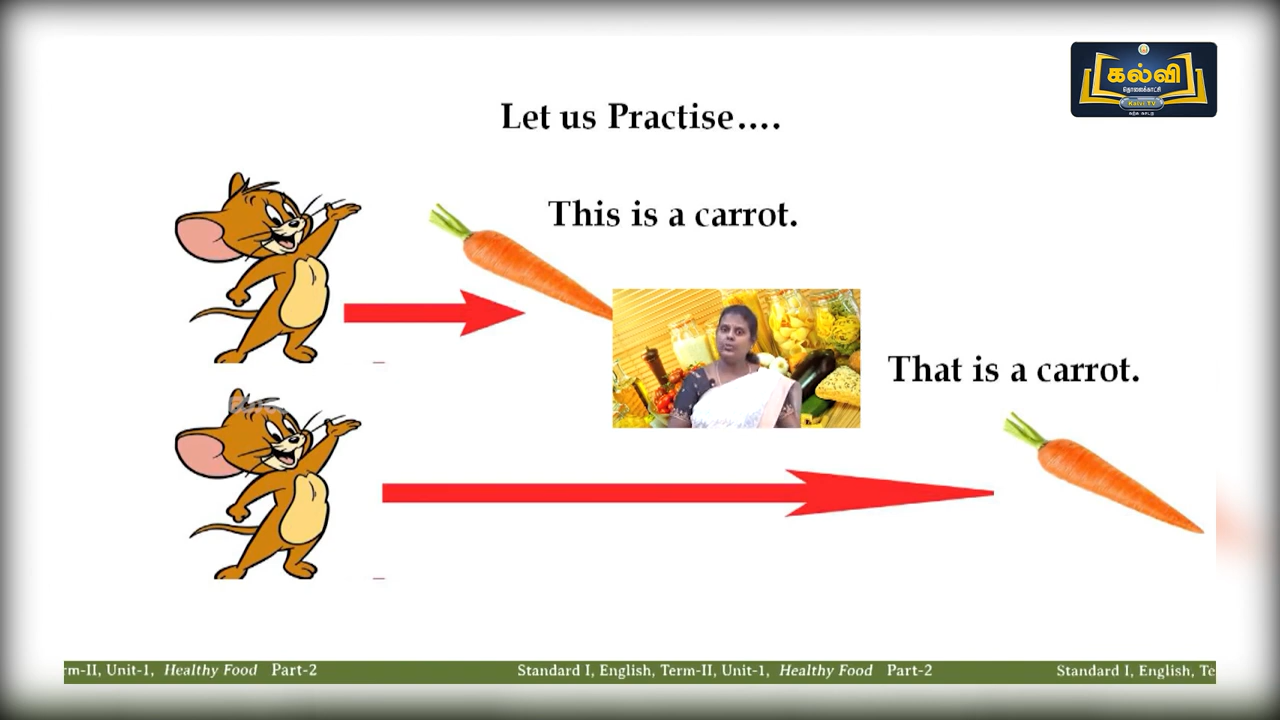 கல்வி
தொலைக்காட்சி
Kalvi TV
Let us Practise....
This is a carrot.
That is a carrot.
rm-II, Unit-1, Healthy Food Part-2
Standard I, English, Term-II, Unit-1, Healthy Food Part-2
Standard I, English, Te